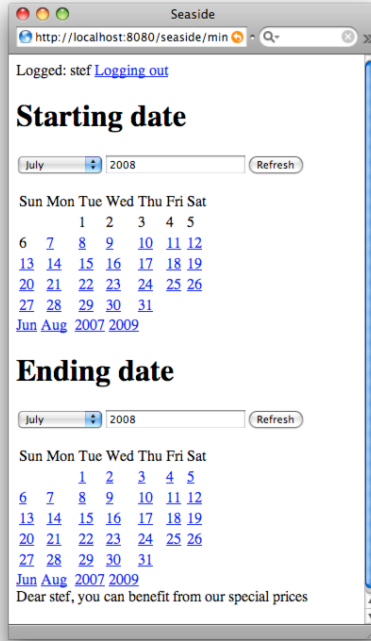 Seaside
http://localhost:8080/seaside/min
Logged: stef Logging out
Starting date
July 2008 Refresh
Sun Mon Tue Wed Thu Fri Sat
1 2 3 4 5
6 7 8 9 10 11 12
13 14 15 16 17 18 19
20 21 22 23 24 25 26
27 28 29 30 31
Jun Aug 2007 2009
Ending date
July 2008 Refresh
Sun Mon Tue Wed Thu Fri Sat
1 2 3 4 5
6 7 8 9 10 11 12
13 14 15 16 17 18 19
20 21 22 23 24 25 26
27 28 29 30 31
Jun Aug 2007 2009
Dear stef, you can benefit from our special prices